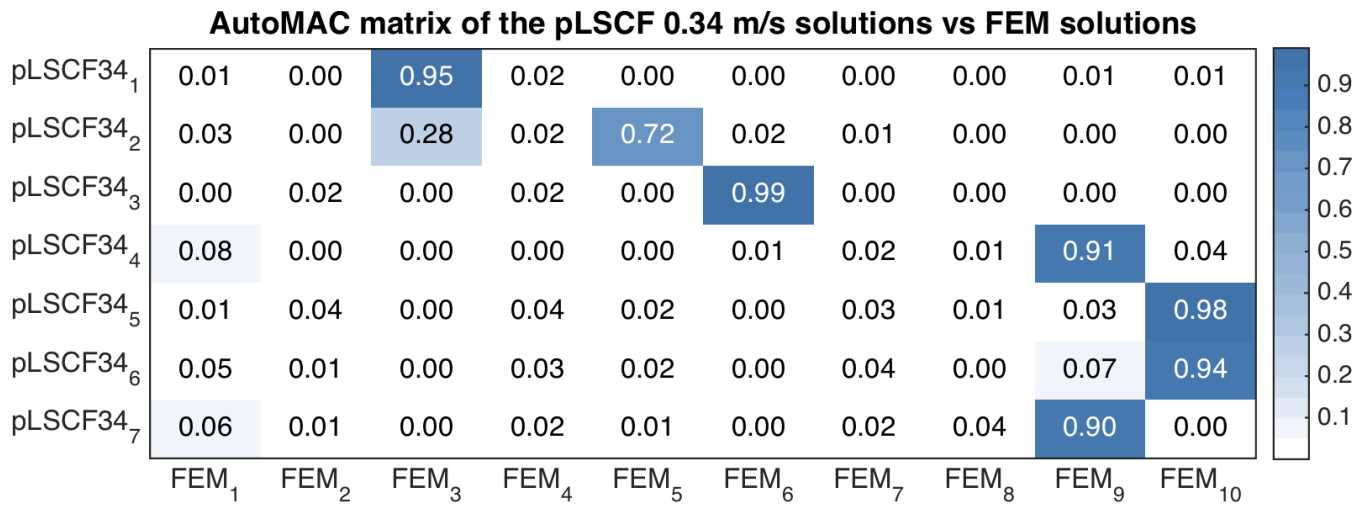 AutoMAC matrix of the pLSCF 0.34 m/s solutions vs FEM solutions
pLSCF34₁ 0.01 0.00 0.95 0.02 0.00 0.00 0.00 0.00 0.01 0.01
pLSCF34₂ 0.03 0.00 0.28 0.02 0.72 0.02 0.01 0.00 0.00 0.00
pLSCF34₃ 0.00 0.02 0.00 0.02 0.00 0.99 0.00 0.00 0.00 0.00
pLSCF34₄ 0.08 0.00 0.00 0.00 0.00 0.01 0.02 0.01 0.91 0.04
pLSCF34₅ 0.01 0.04 0.00 0.04 0.02 0.00 0.03 0.01 0.03 0.98
pLSCF34₆ 0.05 0.01 0.00 0.03 0.02 0.00 0.04 0.00 0.07 0.94
pLSCF34₇ 0.06 0.01 0.00 0.02 0.01 0.00 0.02 0.04 0.90 0.00
FEM₁ FEM₂ FEM₃ FEM₄ FEM₅ FEM₆ FEM₇ FEM₈ FEM₉ FEM₁₀
0.9
0.8
0.7
0.6
0.5
0.4
0.3
0.2
0.1